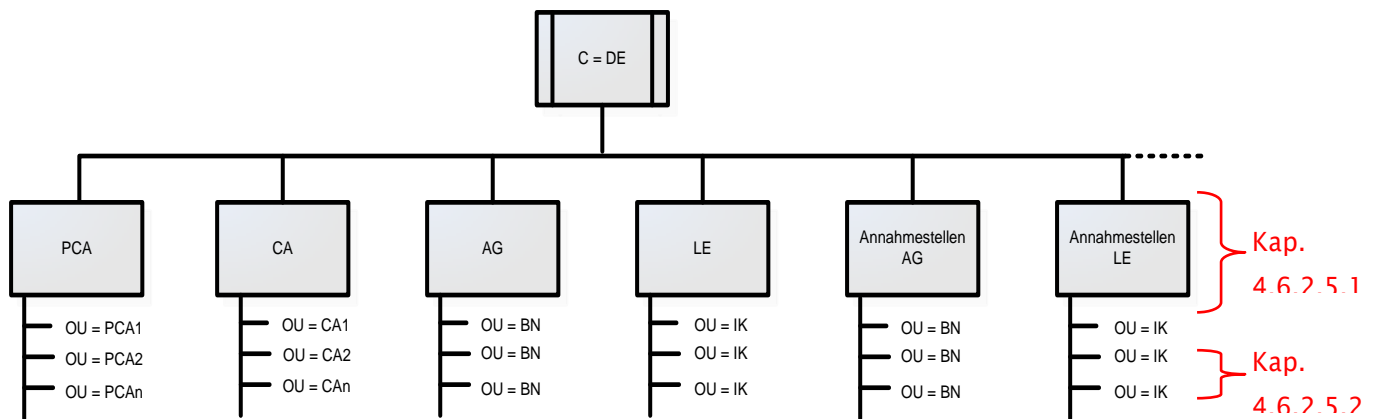 C = DE
PCA
CA
AG
LE
Annahmestellen
AG
Annahmestellen
LE
Kap.
4.6.2.5.1
OU = PCA1
OU = PCA2
OU = PCAn
OU = CA1
OU = CA2
OU = CAn
OU = BN
OU = BN
OU = BN
OU = IK
OU = IK
OU = IK
OU = BN
OU = BN
OU = BN
OU = IK
OU = IK
OU = IK
Kap.
4.6.2.5.2